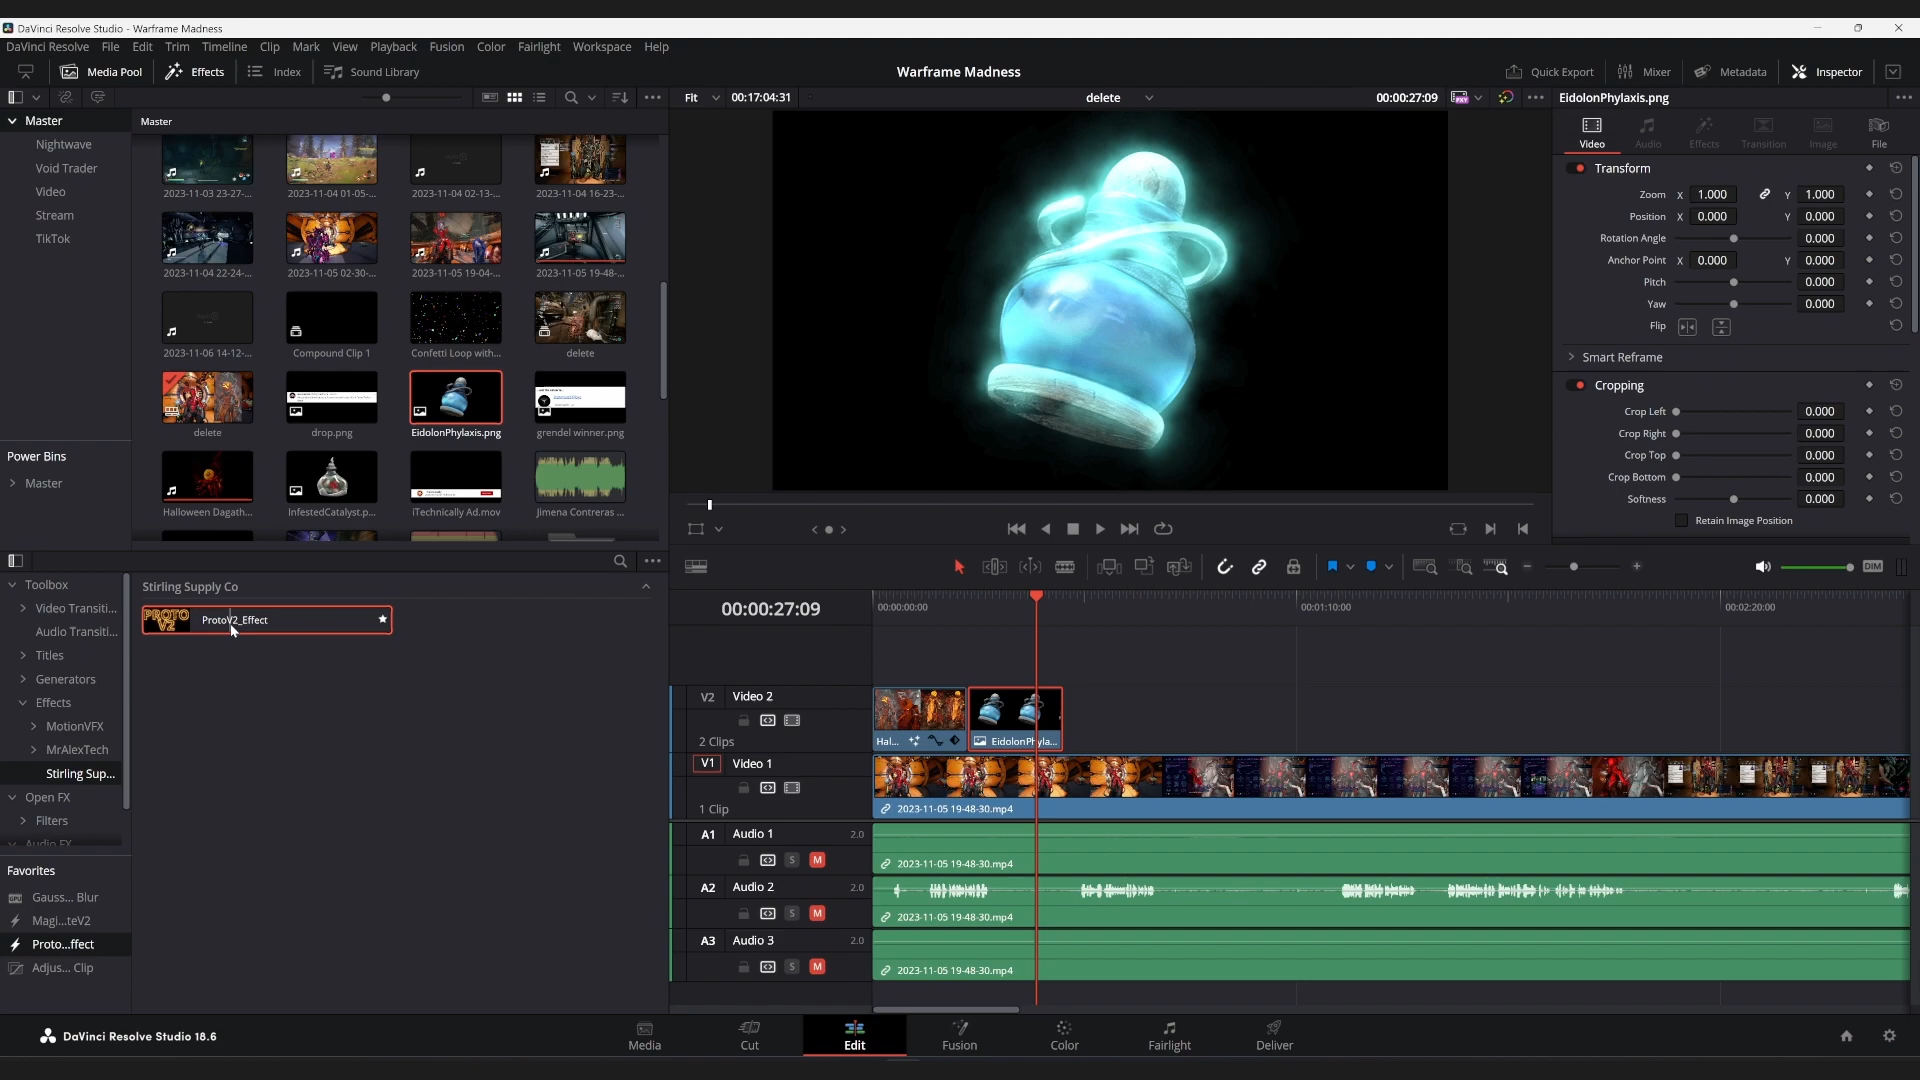 DaVinci Resolve Studio - Warframe Madness
DaVinci Resolve File Edit Trim Timeline Clip Mark View Playback Fusion Color Fairlight Workspace Help
Media Pool Effects Index Sound Library
Warframe Madness
Quick Export Mixer Metadata Inspector
Fit 00:17:04:31
delete
00:00:27:09
EidolonPhylaxis.png
Master
Nightwave
Void Trader
Video
Stream
TikTok
Power Bins
Master
Master
2023-11-03 23-27-... 2023-11-04 01-05-... 2023-11-04 02-13-... 2023-11-04 16-23-...
2023-11-04 22-24-... 2023-11-05 02-30-... 2023-11-05 19-04-... 2023-11-05 19-48-...
2023-11-06 14-12-... Compound Clip 1 Confetti Loop with... delete
delete drop.png EidolonPhylaxis.png grendel winner.png
Halloween Dagath... InfestedCatalyst.p... iTechnically Ad.mov Jimena Contreras ...
Video Audio Effects Transition Image File
Transform
Zoom X 1.000 Y 1.000
Position X 0.000 Y 0.000
Rotation Angle 0.000
Anchor Point X 0.000 Y 0.000
Pitch 0.000
Yaw 0.000
Flip
Smart Reframe
Cropping
Crop Left 0.000
Crop Right 0.000
Crop Top 0.000
Crop Bottom 0.000
Softness 0.000
Retain Image Position
Toolbox
Video Transiti...
Audio Transiti...
Titles
Generators
Effects
MotionVFX
MrAlexTech
Stirling Sup...
Open FX
Filters
Audio FX
Favorites
Gauss... Blur
Magi...teV2
Proto...ffect
Adjus... Clip
Stirling Supply Co
PROTO
V2
ProtoV2_Effect
DIM
00:00:27:09
00:00:00:00 00:01:10:00 00:02:20:00
V2 Video 2
2 Clips
Hal... EidolonPhyla...
V1 Video 1
1 Clip
2023-11-05 19-48-30.mp4
A1 Audio 1 2.0
S M
2023-11-05 19-48-30.mp4
A2 Audio 2 2.0
S M
2023-11-05 19-48-30.mp4
A3 Audio 3 2.0
S M
2023-11-05 19-48-30.mp4
DaVinci Resolve Studio 18.6
Media Cut Edit Fusion Color Fairlight Deliver